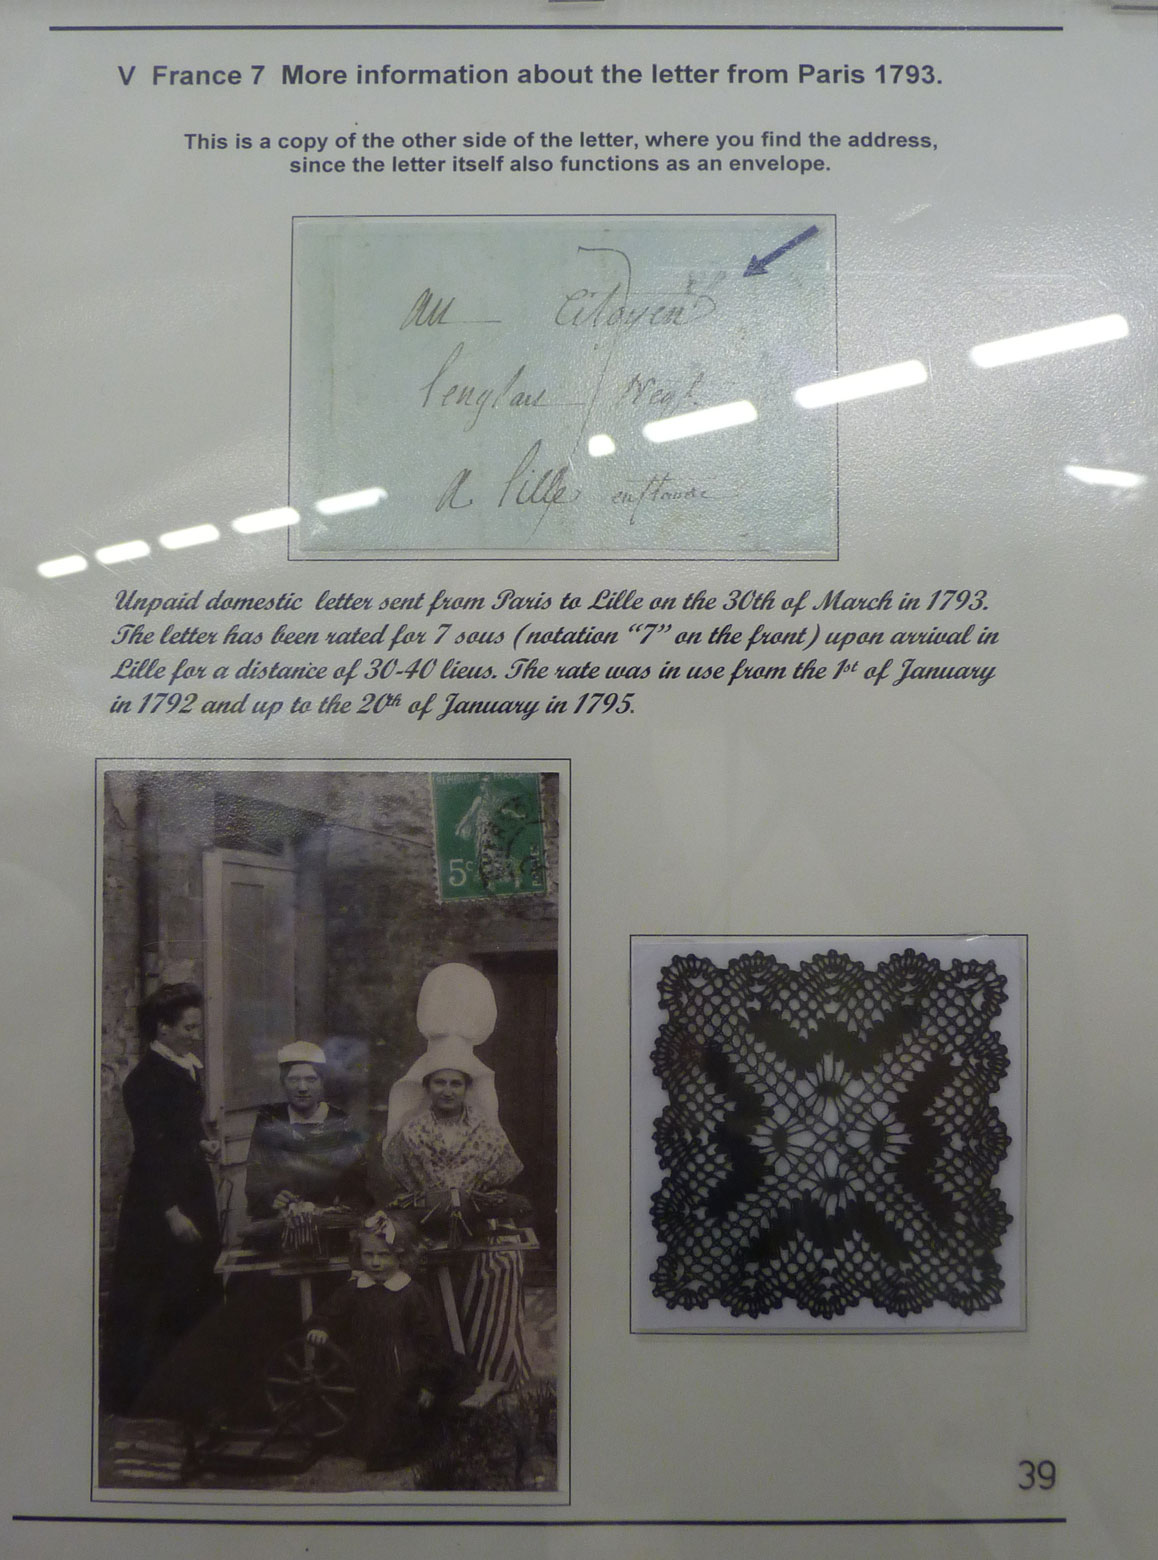 V France 7 More information about the letter from Paris 1793.
This is a copy of the other side of the letter, where you find the address,
since the letter itself also functions as an envelope.
7
au Citoyen
a lille
Unpaid domestic letter sent from Paris to Lille on the 30th of March in 1793.
The letter has been rated for 7 sous (notation “7” on the front) upon arrival in
Lille for a distance of 30-40 lieus. The rate was in use from the 1st of January
in 1792 and up to the 20th of January in 1795.
5c
39